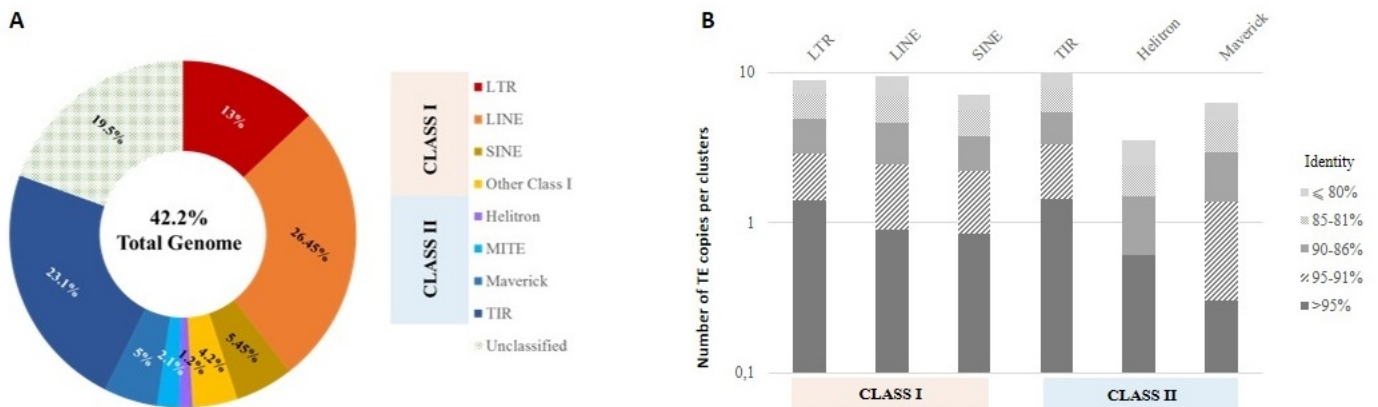 A
13%
26.45%
5.45%
4.2%
1.2%
2.1%
5%
23.1%
19.5%
42.2%
Total Genome
CLASS I
CLASS II
LTR
LINE
SINE
Other Class I
Helitron
MITE
Maverick
TIR
Unclassified
B
LTR
LINE
SINE
TIR
Helitron
Maverick
Number of TE copies per clusters
10
1
0,1
CLASS I
CLASS II
Identity
⩽ 80%
85-81%
90-86%
95-91%
>95%